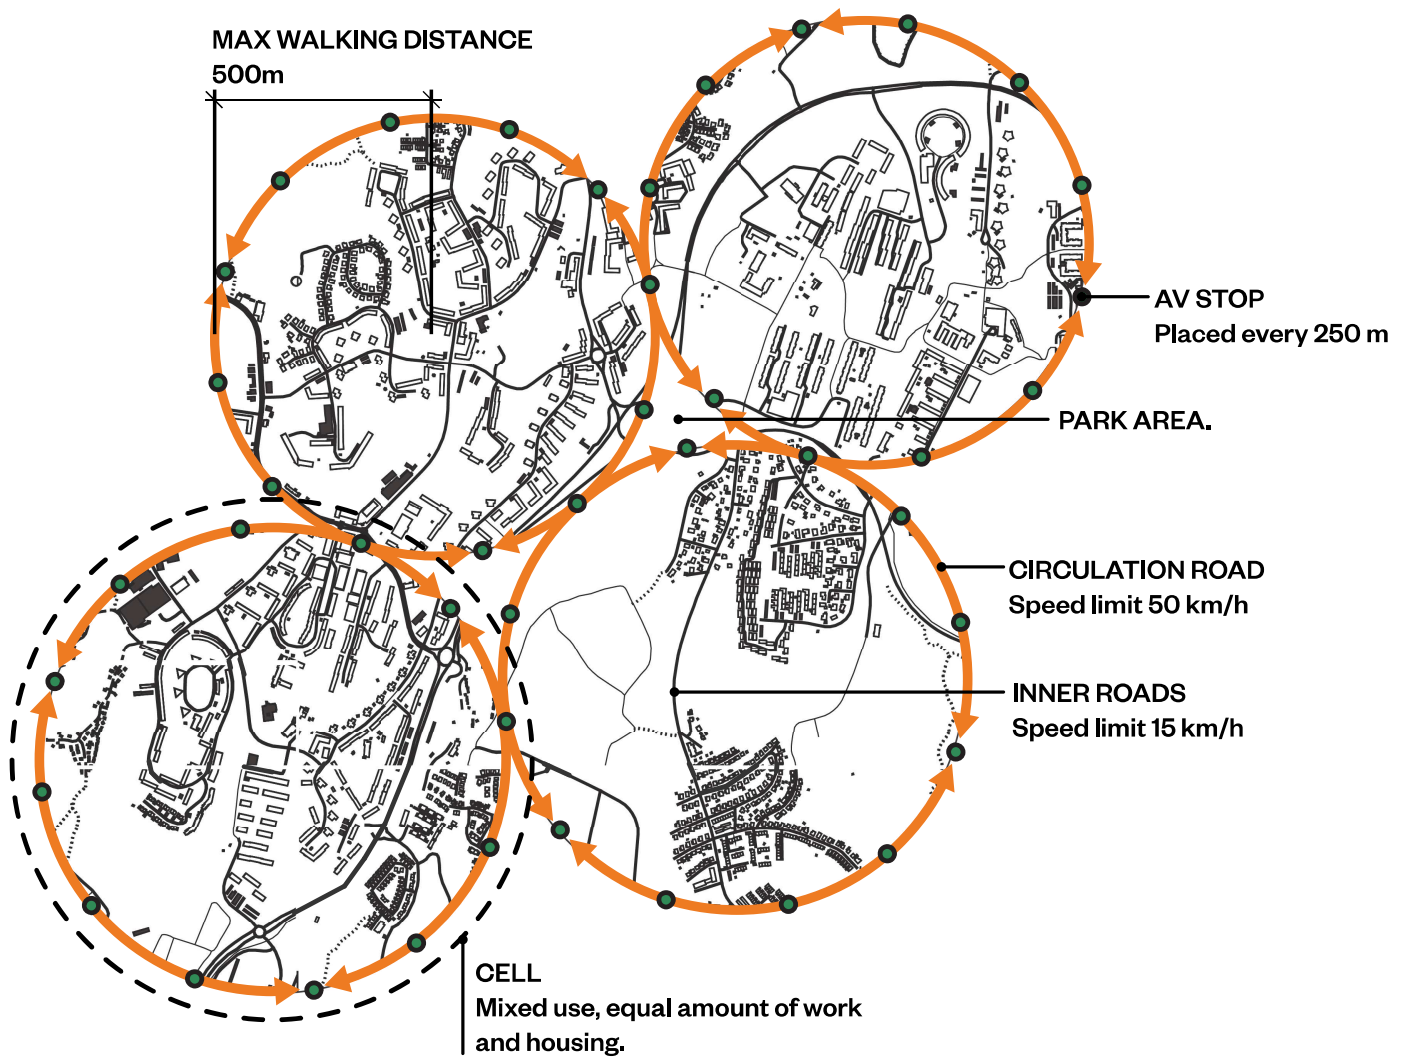 MAX WALKING DISTANCE
500m
AV STOP
Placed every 250 m
PARK AREA.
CIRCULATION ROAD
Speed limit 50 km/h
INNER ROADS
Speed limit 15 km/h
CELL
Mixed use, equal amount of work
and housing.